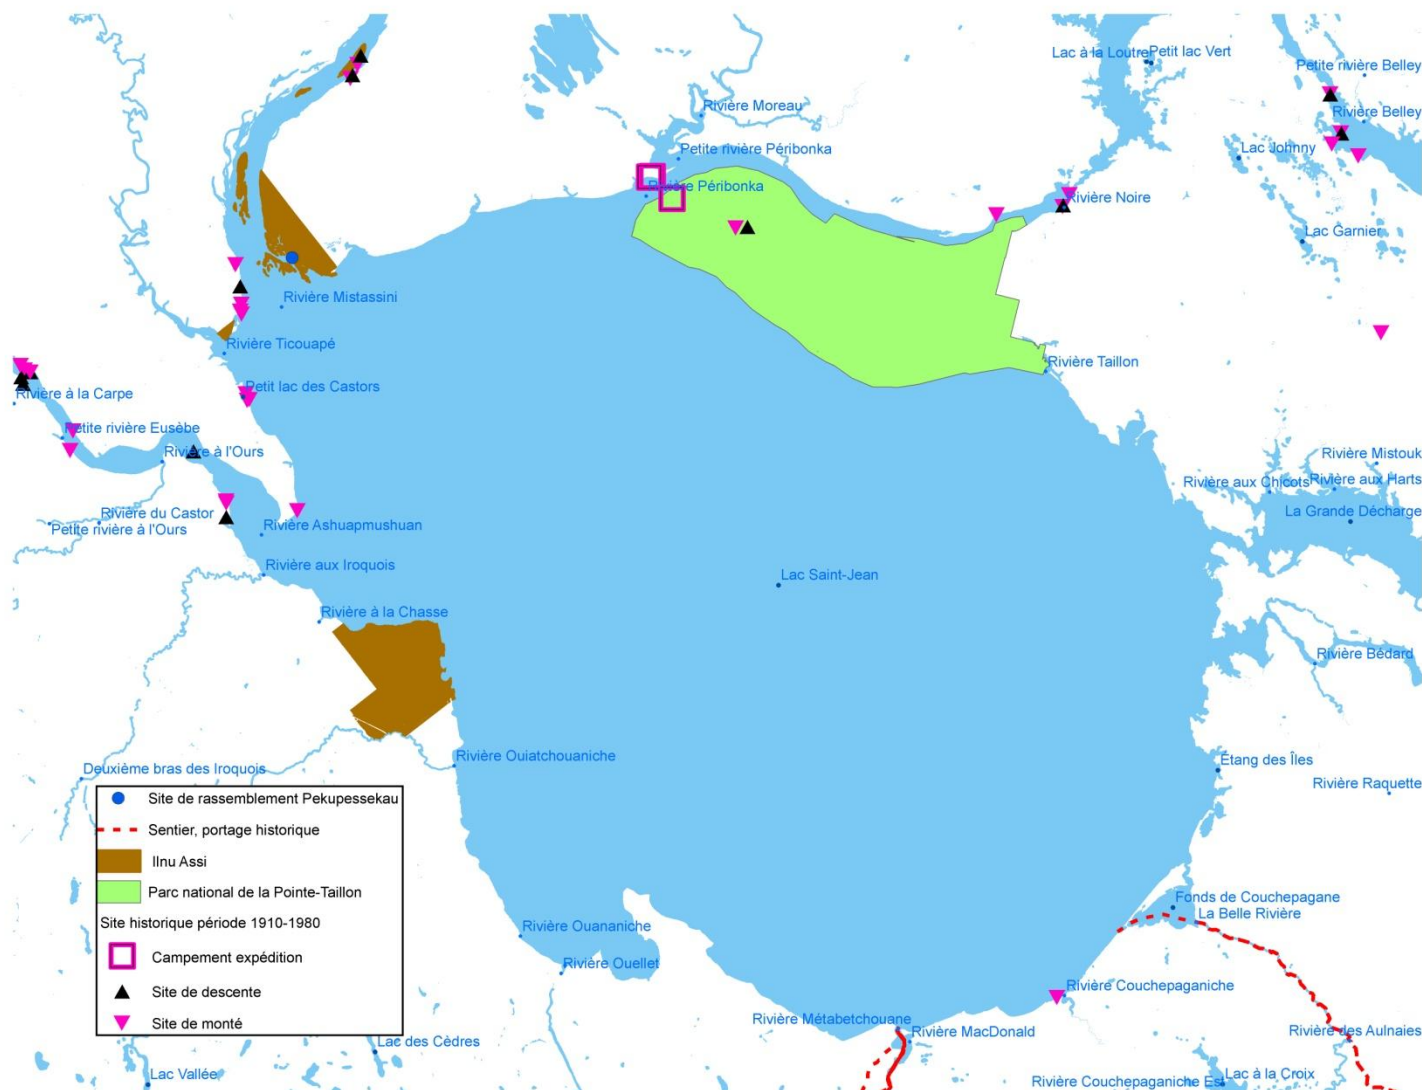 Lac à la Loutre
Petit lac Vert
Petite rivière Belley
Rivière Moreau
Rivière Belley
Petite rivière Péribonka
Lac Johnny
Rivière Péribonka
Rivière Noire
Lac Garnier
Rivière Mistassini
Rivière Ticouapé
Rivière Taillon
Petit lac des Castors
Rivière à la Carpe
Petite rivière Eusèbe
Rivière à l'Ours
Rivière Mistouk
Rivière aux Chicots
Rivière aux Harts
Rivière du Castor
La Grande Décharge
Petite rivière à l'Ours
Rivière Ashuapmushuan
Rivière aux Iroquois
Lac Saint-Jean
Rivière à la Chasse
Rivière Bédard
Rivière Ouiatchouaniche
Étang des Îles
Deuxième bras des Iroquois
Rivière Raquette
Site de rassemblement Pekupessekau
Sentier, portage historique
Ilnu Assi
Parc national de la Pointe-Taillon
Site historique période 1910-1980
Campement expédition
Site de descente
Site de monté
Fonds de Couchepagane
La Belle Rivière
Rivière Ouananiche
Rivière Ouellet
Rivière Couchepaganiche
Rivière Métabetchouane
Rivière MacDonald
Rivière des Aulnaies
Lac des Cèdres
Lac Vallée
Rivière Couchepaganiche Es
Lac à la Croix